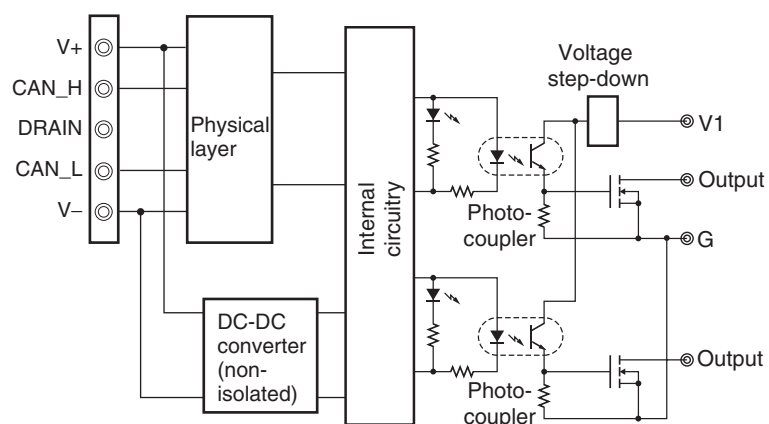 V+
CAN_H
DRAIN
CAN_L
V–
Physical
layer
DC-DC
converter
(non-
isolated)
Internal
circuitry
Photo-
coupler
Photo-
coupler
Voltage
step-down
V1
Output
G
Output